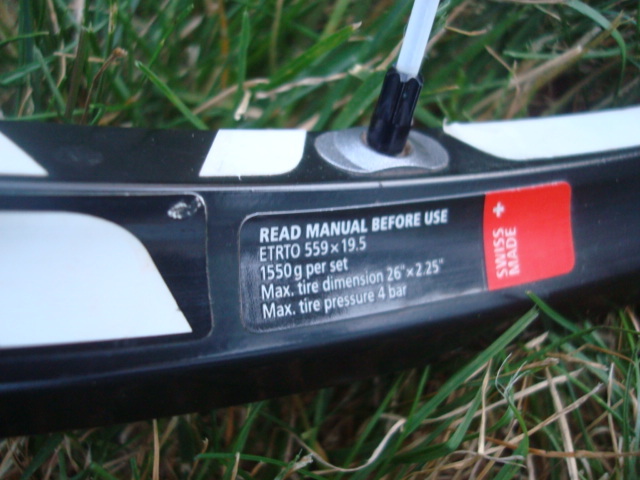 READ MANUAL BEFORE USE
ETRTO 559 x 19.5
1550 g per set
Max. tire dimension 26" x 2.25"
Max. tire pressure 4 bar
SWISS
MADE